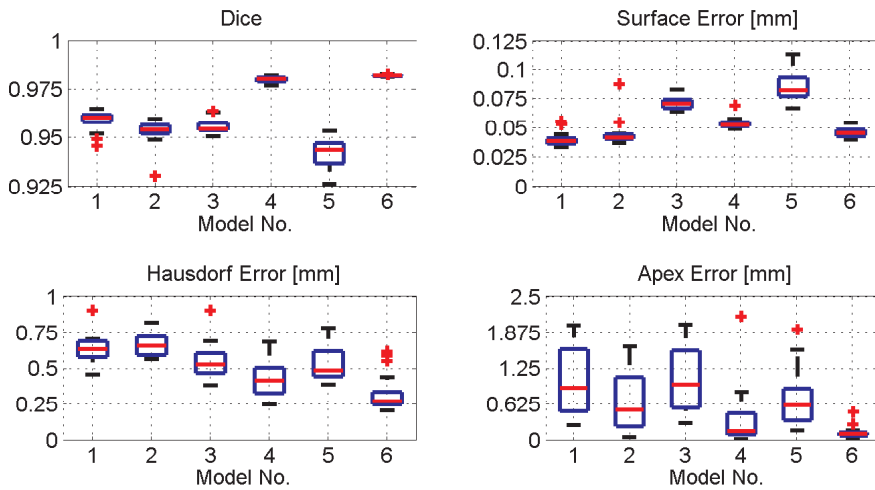 Dice
1
0.975
0.95
0.925
1 2 3 4 5 6
Model No.
Surface Error [mm]
0.125
0.1
0.075
0.05
0.025
0
1 2 3 4 5 6
Model No.
Hausdorf Error [mm]
1
0.75
0.5
0.25
0
1 2 3 4 5 6
Model No.
Apex Error [mm]
2.5
1.875
1.25
0.625
0
1 2 3 4 5 6
Model No.